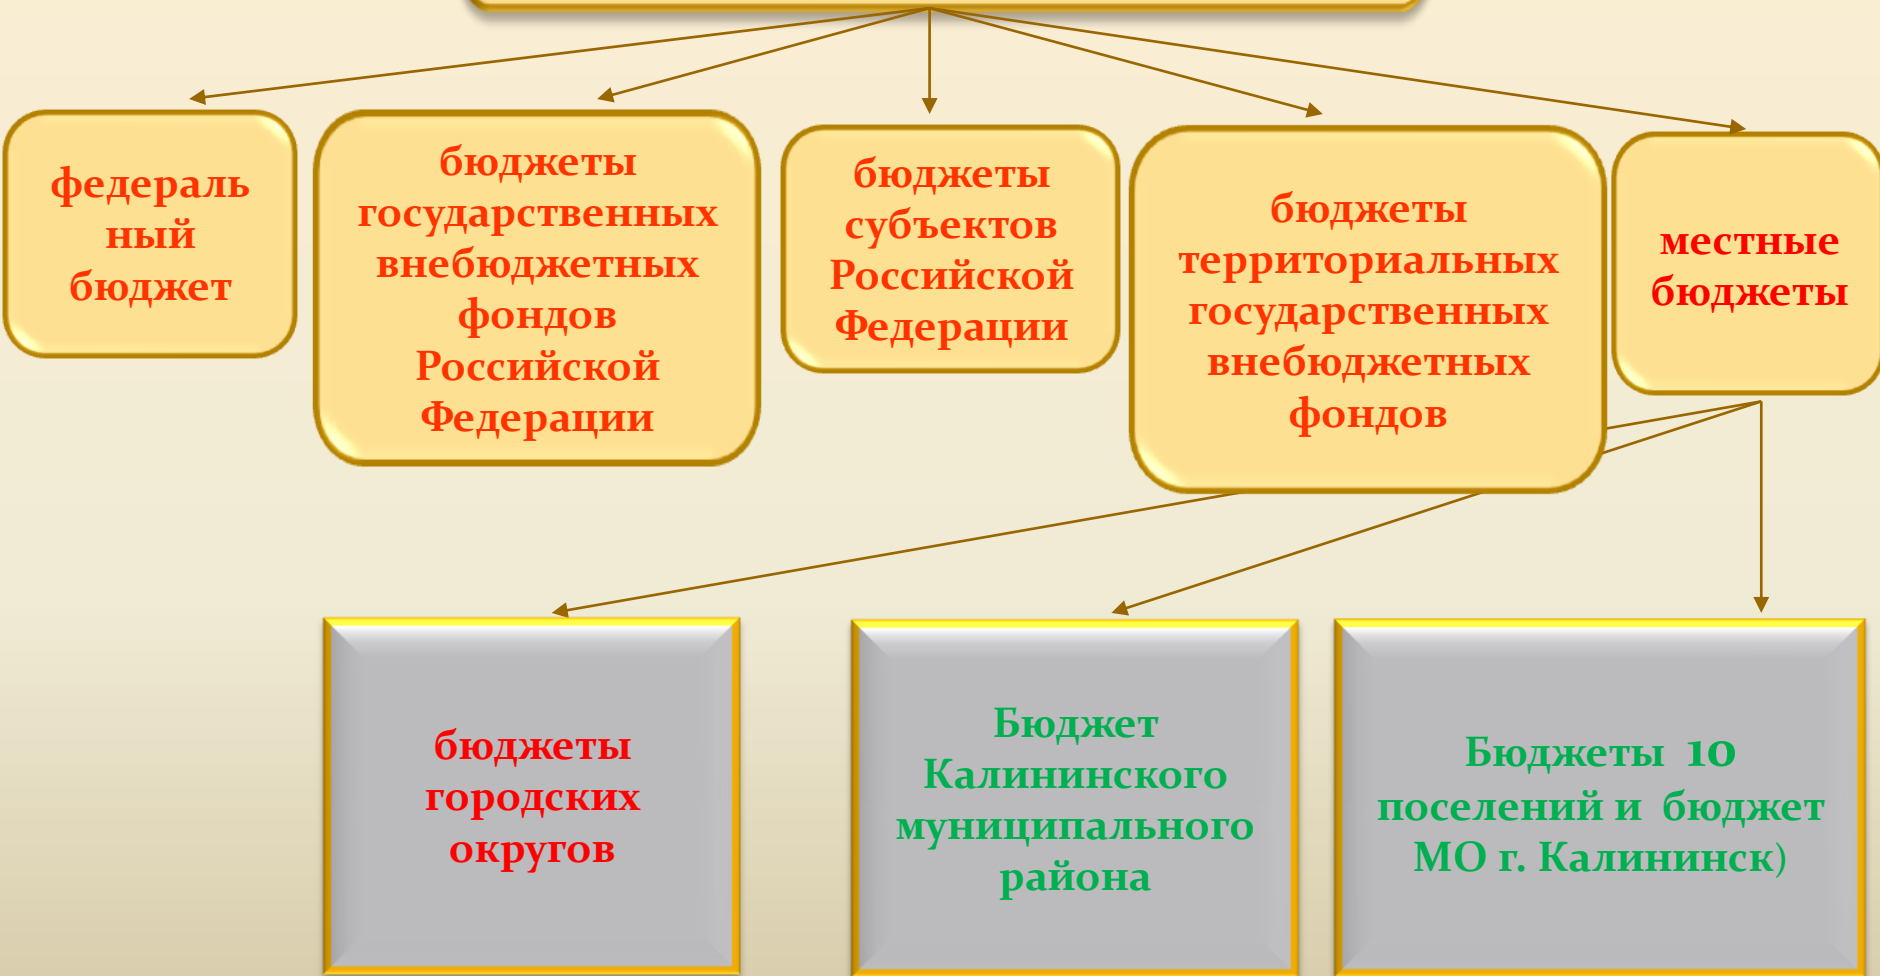 федераль
ный
бюджет
бюджеты
государственных
внебюджетных
фондов
Российской
Федерации
бюджеты
субъектов
Российской
Федерации
бюджеты
территориальных
государственных
внебюджетных
фондов
местные
бюджеты
бюджеты
городских
округов
Бюджет
Калининского
муниципального
района
Бюджеты 10
поселений и бюджет
МО г. Калининск)